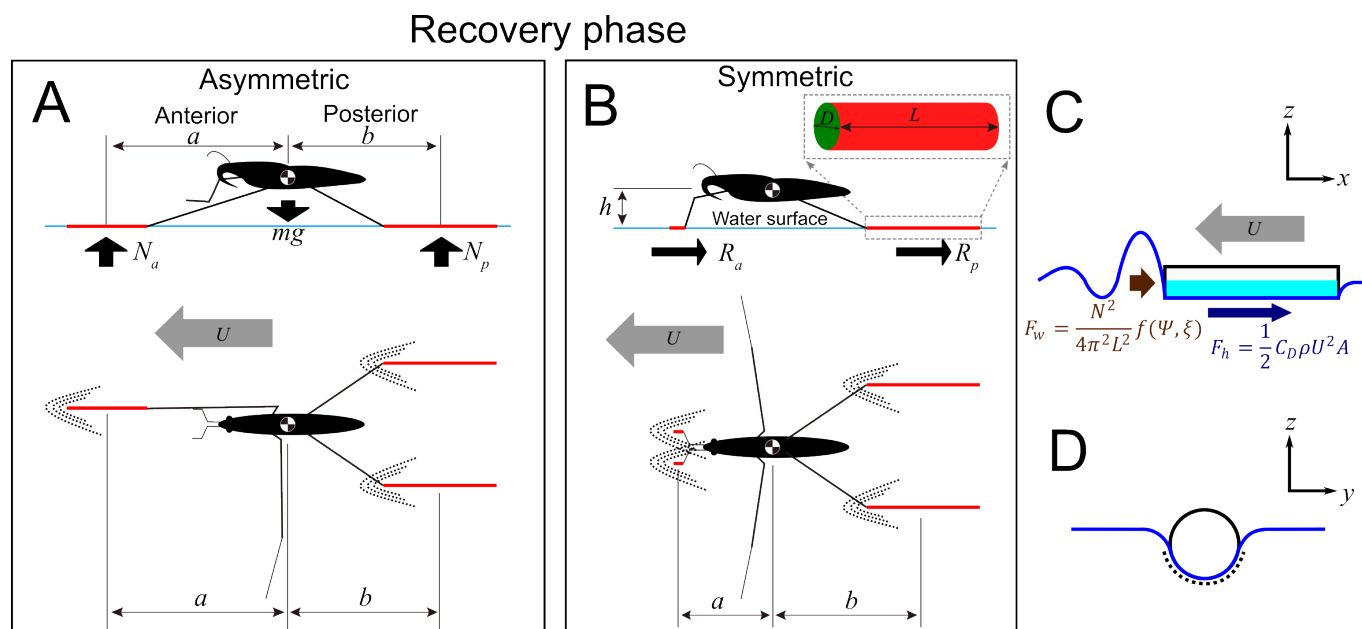 Recovery phase
A
Asymmetric
Anterior
Posterior
a
b
mg
N_a
N_p
U
a
b
B
Symmetric
D
L
h
Water surface
R_a
R_p
U
a
b
C
z
x
U
F_w = N^2/(4π^2L^2) f(Ψ, ξ)
F_h = 1/2 C_D ρU^2 A
D
z
y